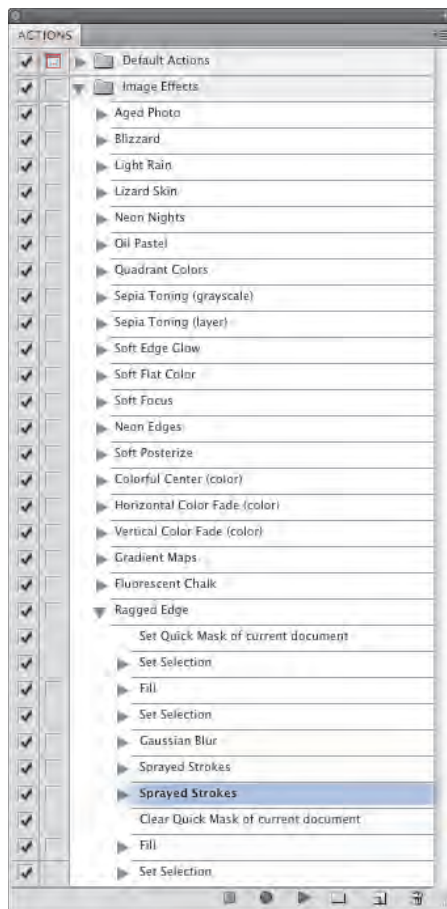 ACTIONS
Default Actions
Image Effects
Aged Photo
Blizzard
Light Rain
Lizard Skin
Neon Nights
Oil Pastel
Quadrant Colors
Sepia Toning (grayscale)
Sepia Toning (layer)
Soft Edge Glow
Soft Flat Color
Soft Focus
Neon Edges
Soft Posterize
Colorful Center (color)
Horizontal Color Fade (color)
Vertical Color Fade (color)
Gradient Maps
Fluorescent Chalk
Ragged Edge
Set Quick Mask of current document
Set Selection
Fill
Set Selection
Gaussian Blur
Sprayed Strokes
Sprayed Strokes
Clear Quick Mask of current document
Fill
Set Selection